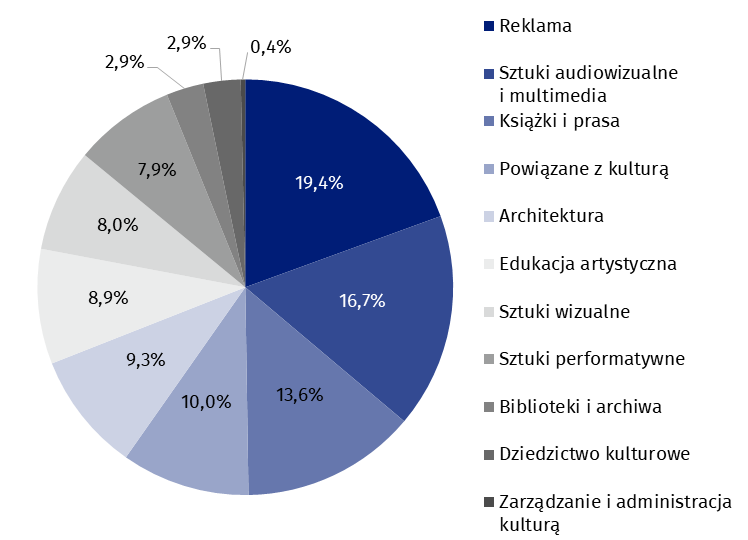 2,9%
2,9%
0,4%
19,4%
16,7%
13,6%
10,0%
9,3%
8,9%
8,0%
7,9%
Reklama
Sztuki audiowizualne
i multimedia
Książki i prasa
Powiązane z kulturą
Architektura
Edukacja artystyczna
Sztuki wizualne
Sztuki performatywne
Biblioteki i archiwa
Dziedzictwo kulturowe
Zarządzanie i administracja
kulturą